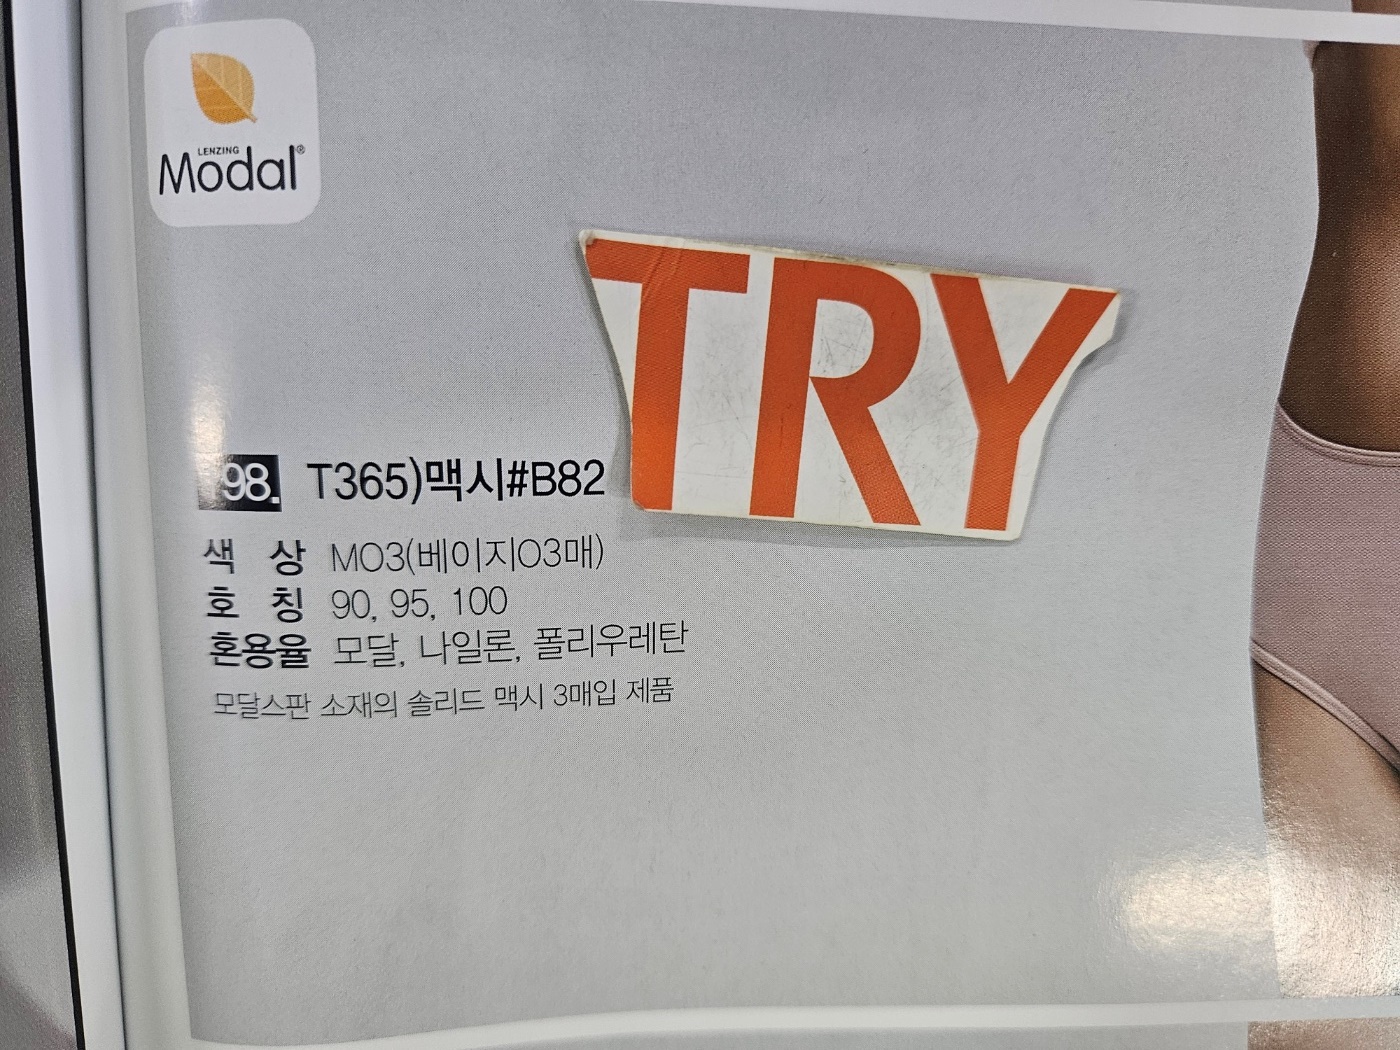 LENZING
Modal®
TRY
98. T365)맥시#B82
색 상 MO3(베이지O3매)
호 칭 90, 95, 100
혼용율 모달, 나일론, 폴리우레탄
모달스판 소재의 솔리드 맥시 3매입 제품